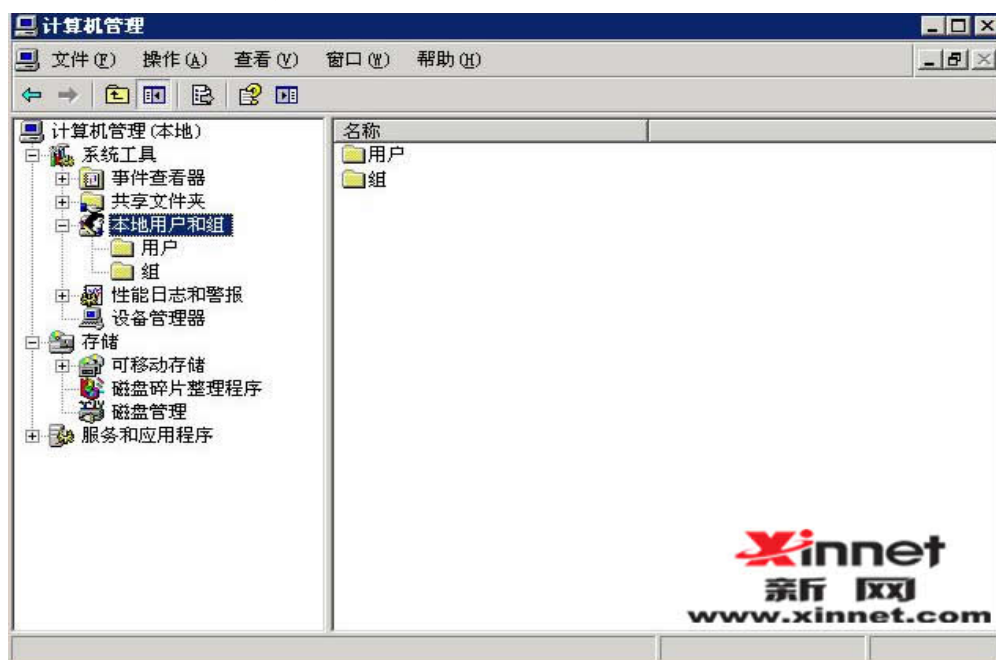 计算机管理
文件(F) 操作(A) 查看(V) 窗口(W) 帮助(H)
计算机管理(本地)
系统工具
事件查看器
共享文件夹
本地用户和组
用户
组
性能日志和警报
设备管理器
存储
可移动存储
磁盘碎片整理程序
磁盘管理
服务和应用程序
名称
用户
组
Xinnet
新网
www.xinnet.com